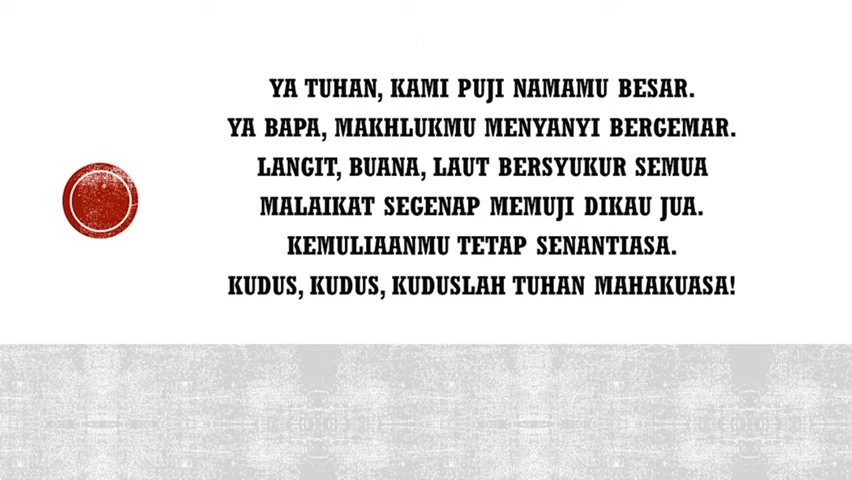 YA TUHAN, KAMI PUJI NAMAMU BESAR.
YA BAPA, MAKHLUKMU MENYANYI BERGEMAR.
LANGIT, BUANA, LAUT BERSYUKUR SEMUA
MALAIKAT SEGENAP MEMUJI DIKAU JUA.
KEMULIAANMU TETAP SENANTIASA.
KUDUS, KUDUS, KUDUSLAH TUHAN MAHAKUASA!